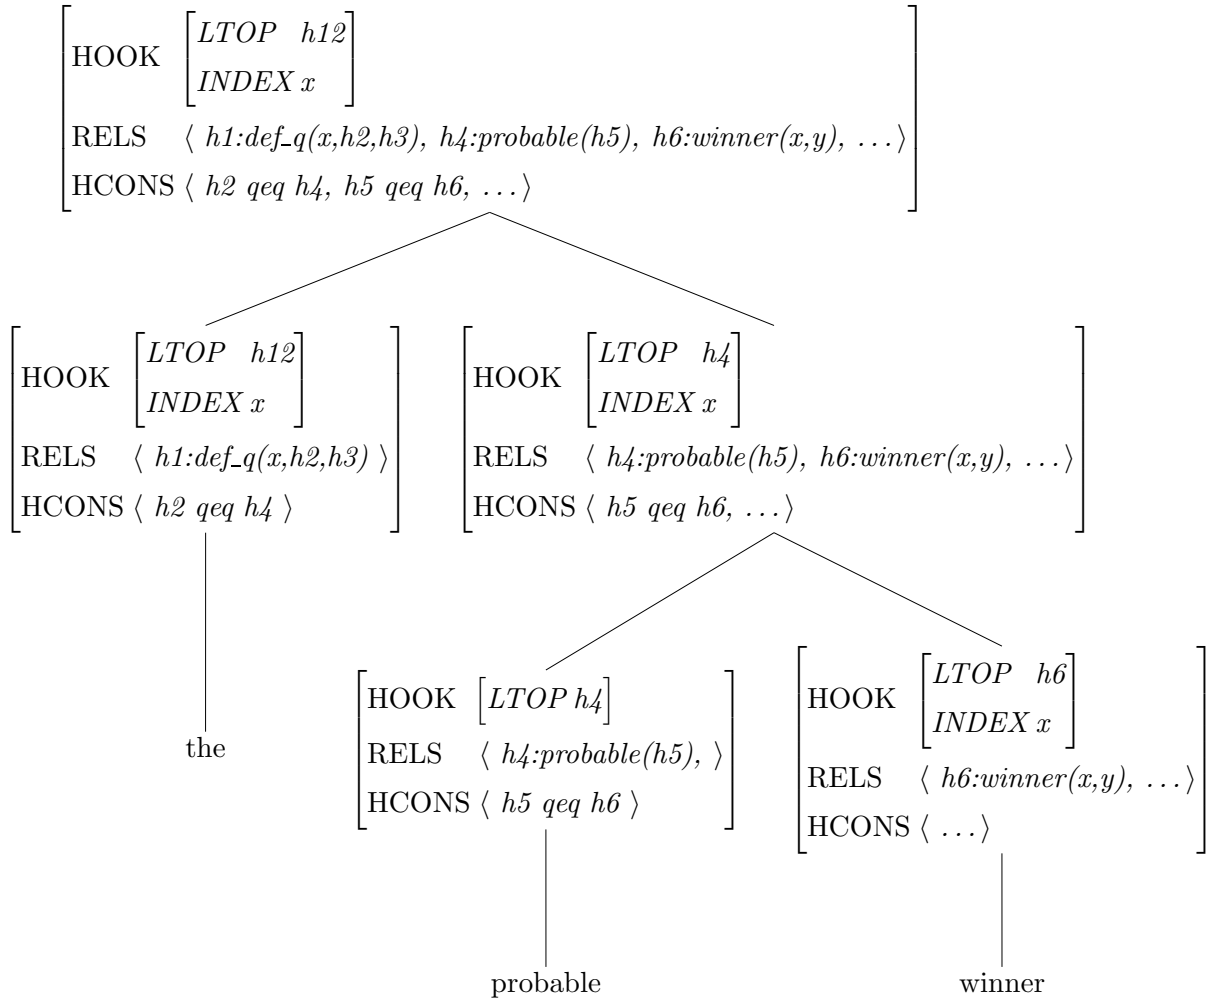 LTOP h12
HOOK
INDEX x
RELS ⟨ h1:def_q(x,h2,h3), h4:probable(h5), h6:winner(x,y), ...⟩
HCONS ⟨ h2 qeq h4, h5 qeq h6, ...⟩
LTOP h12
HOOK
INDEX x
RELS ⟨ h1:def_q(x,h2,h3) ⟩
HCONS ⟨ h2 qeq h4 ⟩
LTOP h4
HOOK
INDEX x
RELS ⟨ h4:probable(h5), h6:winner(x,y), ...⟩
HCONS ⟨ h5 qeq h6, ...⟩
the
HOOK [LTOP h4]
RELS ⟨ h4:probable(h5), ⟩
HCONS ⟨ h5 qeq h6 ⟩
LTOP h6
HOOK
INDEX x
RELS ⟨ h6:winner(x,y), ...⟩
HCONS ⟨ ...⟩
probable
winner